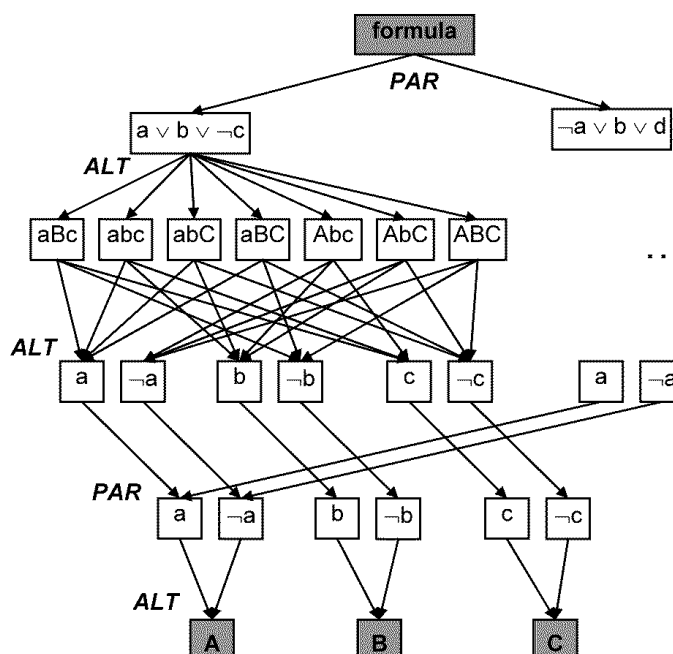 formula
PAR
a ∨ b ∨ ¬c
¬a ∨ b ∨ d
ALT
aBc abc abC aBC Abc AbC ABC
..
ALT
a ¬a b ¬b c ¬c a ¬a
PAR
a ¬a b ¬b c ¬c
ALT
A B C